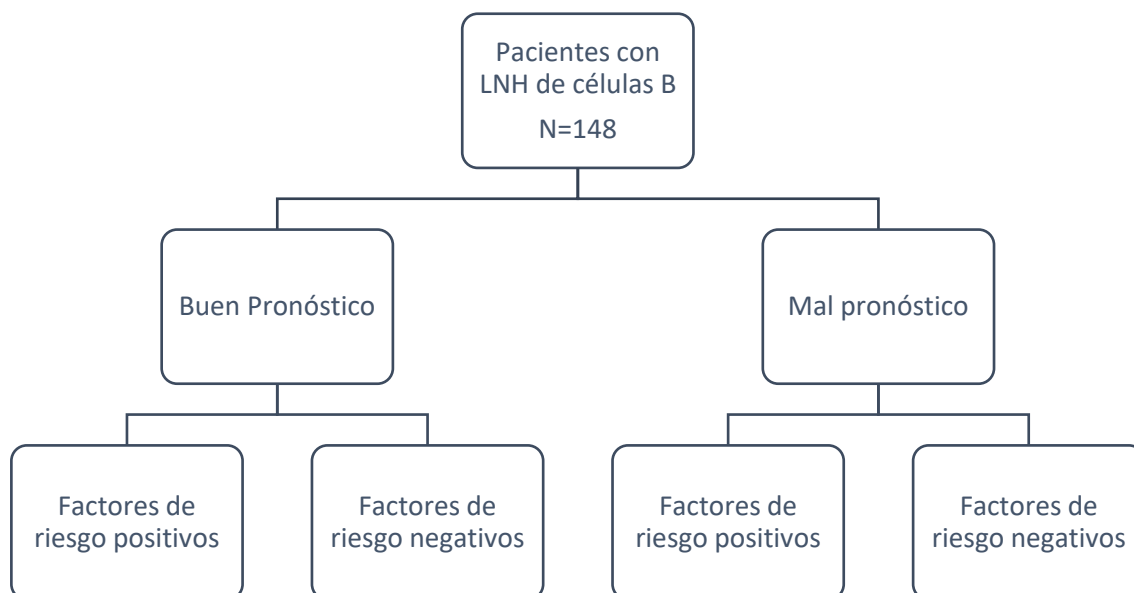 Pacientes con
LNH de células B
N=148
Buen Pronóstico
Mal pronóstico
Factores de
riesgo positivos
Factores de
riesgo negativos
Factores de
riesgo positivos
Factores de
riesgo negativos